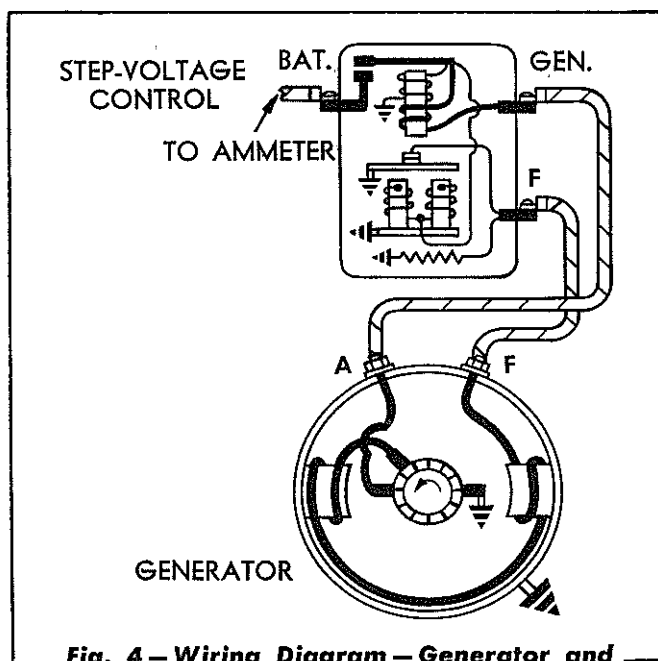 STEP-VOLTAGE
CONTROL
BAT.
GEN.
TO AMMETER
F
A
F
GENERATOR
Fig. 4—Wiring Diagram—Generator and